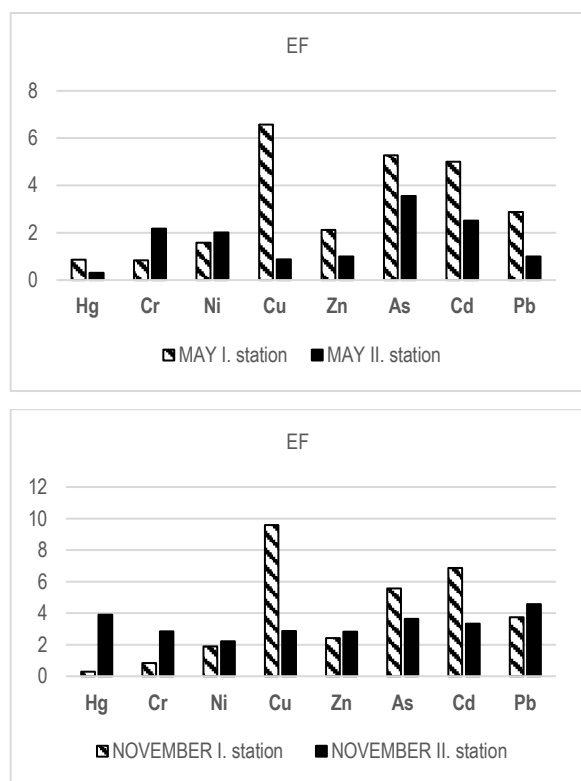 EF
8
6
4
2
0
Hg Cr Ni Cu Zn As Cd Pb
MAY I. station MAY II. station
EF
12
10
8
6
4
2
0
Hg Cr Ni Cu Zn As Cd Pb
NOVEMBER I. station NOVEMBER II. station